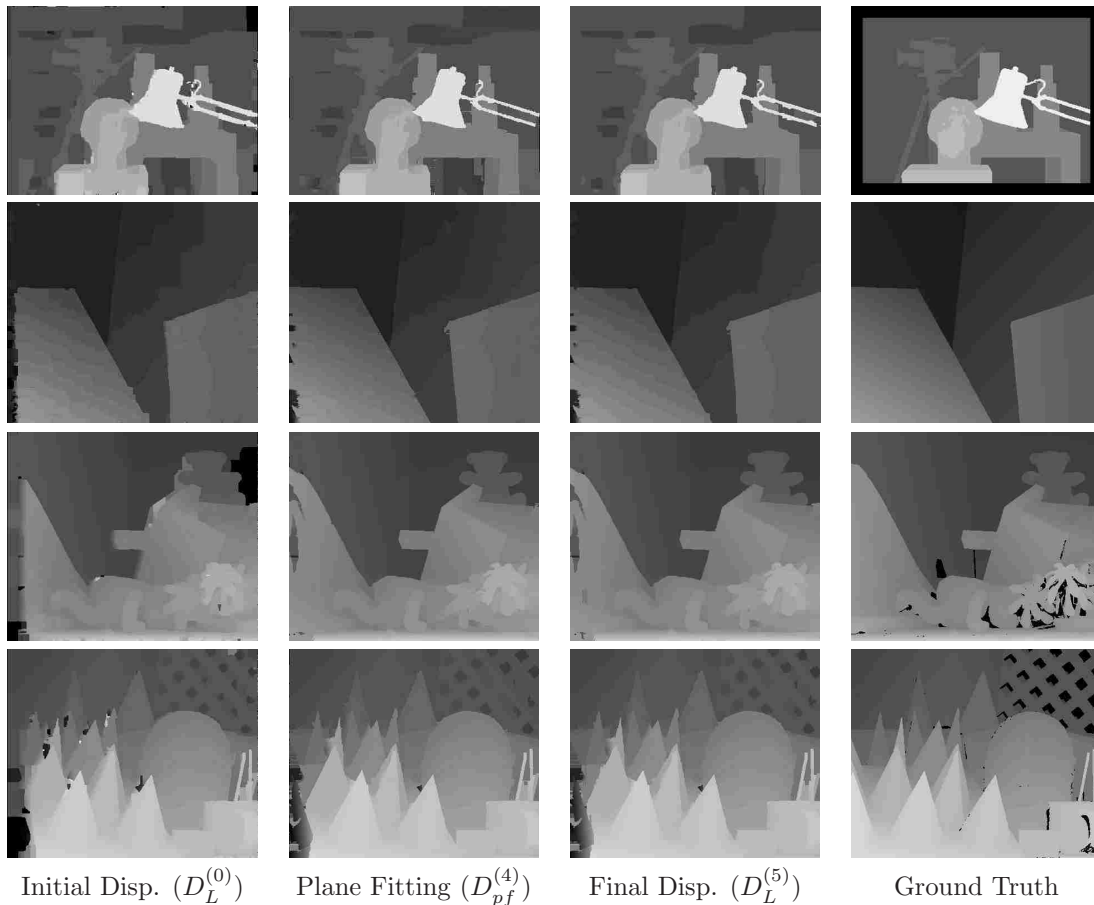 Initial Disp. (D_L^{(0)}) Plane Fitting (D_{pf}^{(4)}) Final Disp. (D_L^{(5)}) Ground Truth